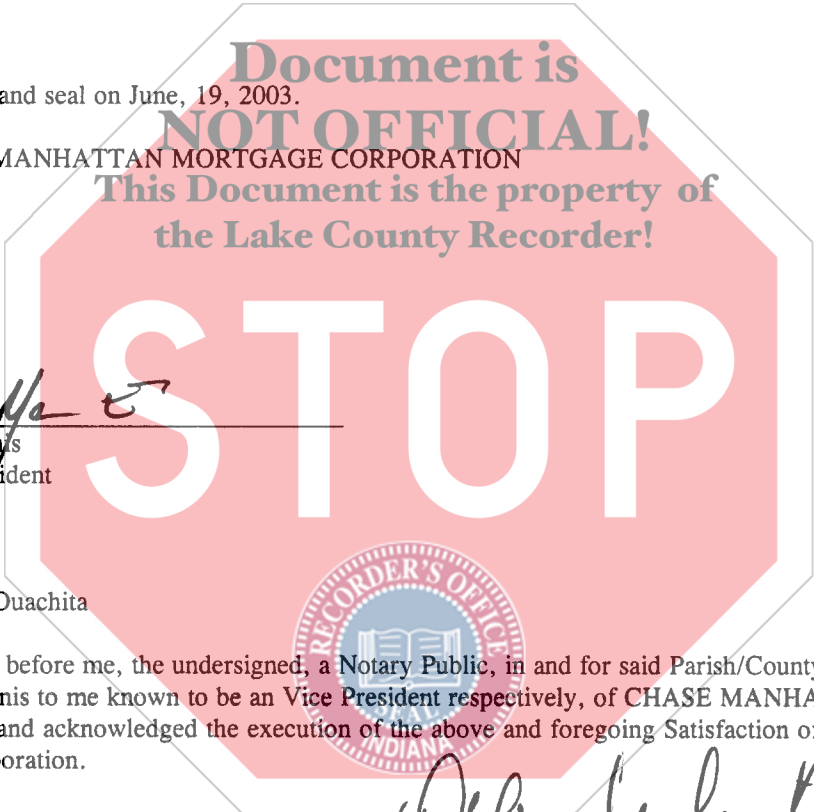 Document is
and seal on June, 19, 2003.
NOT OFFICIAL!
MANHATTAN MORTGAGE CORPORATION
This Document is the property of
the Lake County Recorder!
STOP
ident
Ouachita
RECORDER'S OFFICE
before me, the undersigned, a Notary Public, in and for said Parish/County
nis to me known to be an Vice President respectively, of CHASE MANHA
SEAL
and acknowledged the execution of the above and foregoing Satisfaction o
INDIANA
oration.